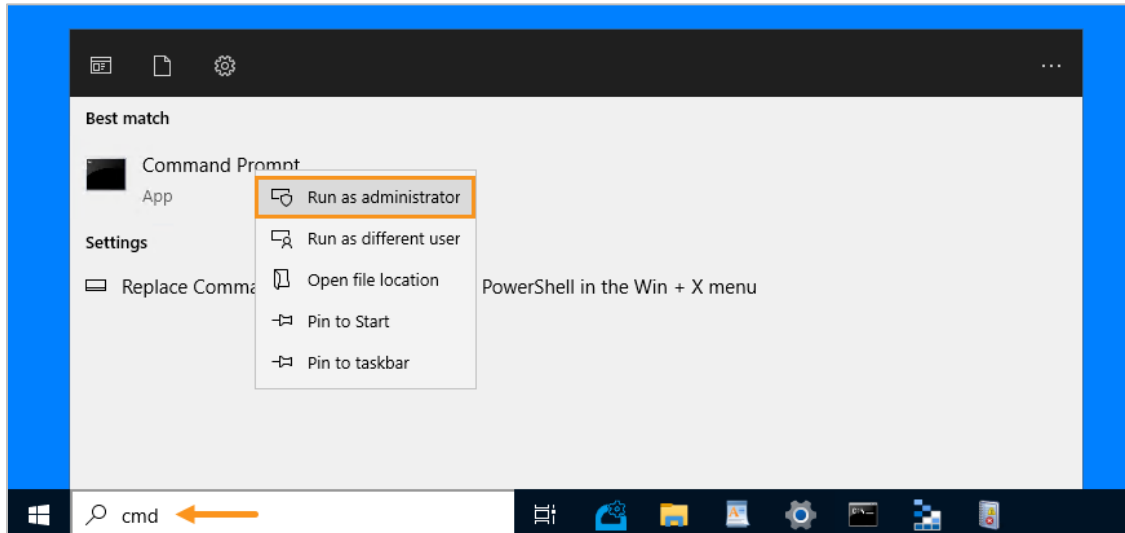 ...
Best match
Command Prompt
App
Run as administrator
Settings
Run as different user
Open file location
Replace Comma PowerShell in the Win + X menu
Pin to Start
Pin to taskbar
cmd